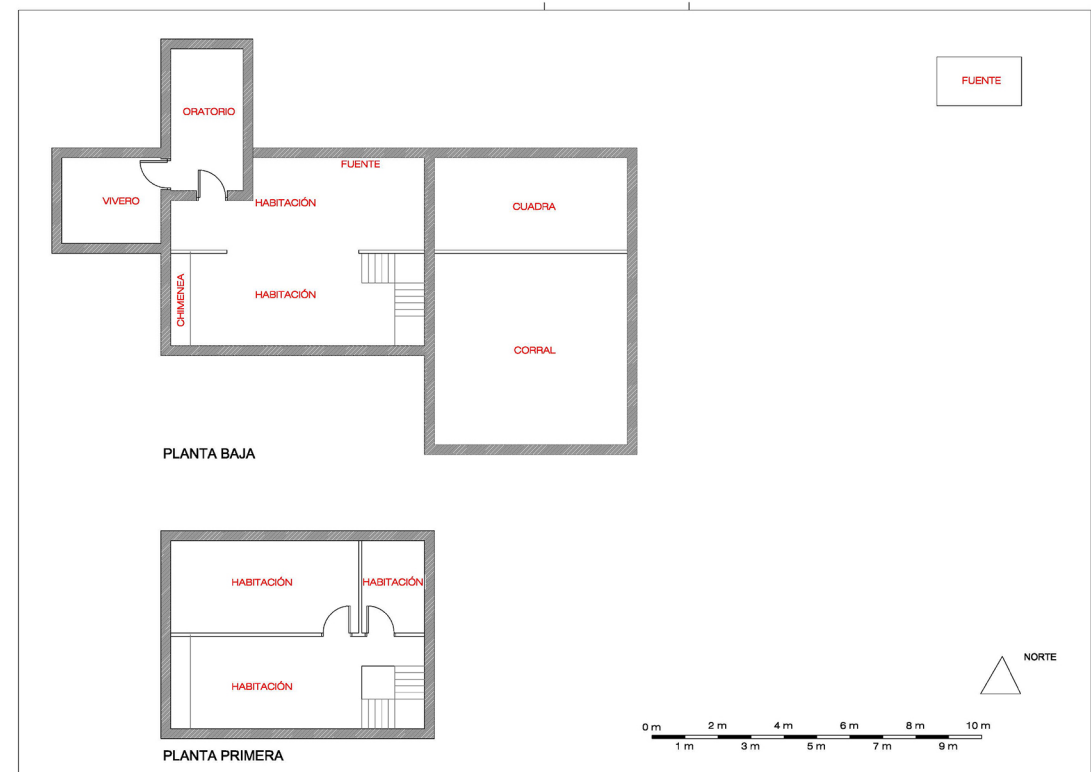 FUENTE
ORATORIO
FUENTE
VIVERO
HABITACIÓN
CUADRA
CHIMENEA
HABITACIÓN
CORRAL
PLANTA BAJA
HABITACIÓN
HABITACIÓN
HABITACIÓN
NORTE
0 m 2 m 4 m 6 m 8 m 10 m
1 m 3 m 5 m 7 m 9 m
PLANTA PRIMERA